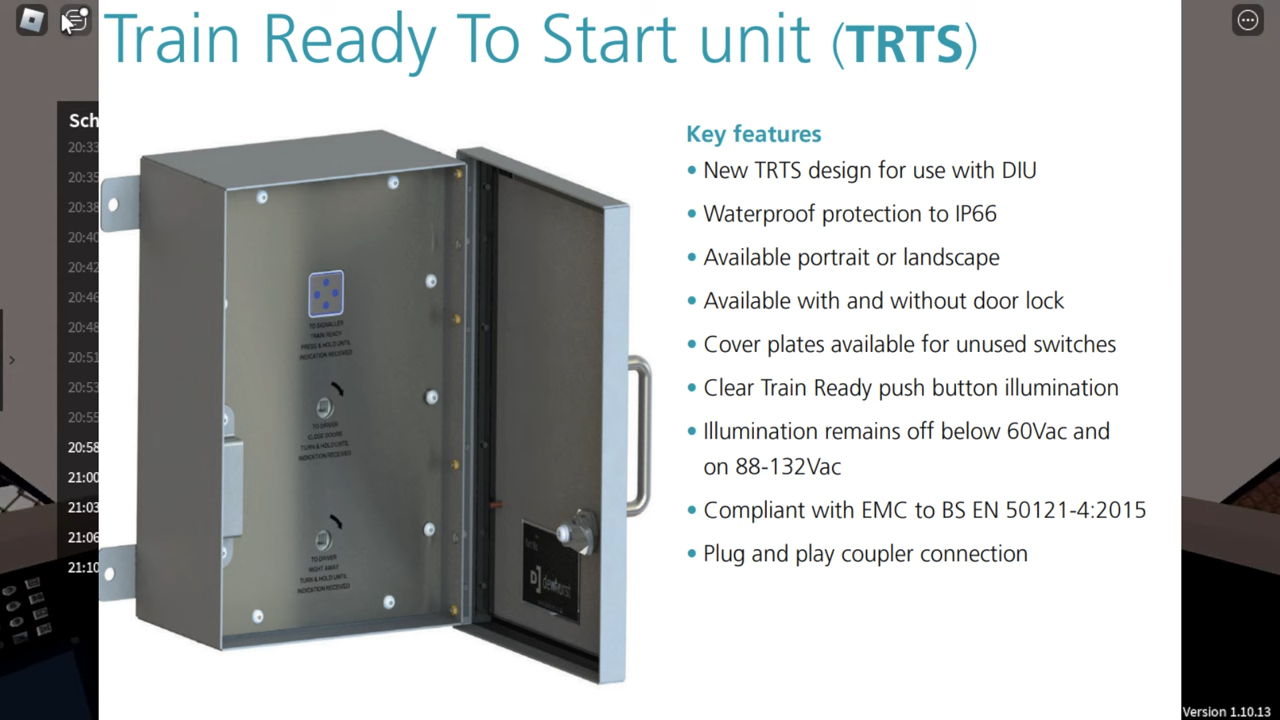 Train Ready To Start unit (TRTS)
Sch
20:33
20:35
20:38
20:40
20:42
20:46
20:48
20:51
20:53
20:55
20:58
21:00
21:03
21:06
21:10
TO SIGNALLER
TRAIN READY
PRESS & HOLD UNTIL
INDICATION RECEIVED
TO DRIVER
CLOSE DOORS
TURN & HOLD UNTIL
INDICATION RECEIVED
TO DRIVER
RIGHT AWAY
TURN & HOLD UNTIL
INDICATION RECEIVED
dewhurst
Key features
• New TRTS design for use with DIU
• Waterproof protection to IP66
• Available portrait or landscape
• Available with and without door lock
• Cover plates available for unused switches
• Clear Train Ready push button illumination
• Illumination remains off below 60Vac and
on 88-132Vac
• Compliant with EMC to BS EN 50121-4:2015
• Plug and play coupler connection
Version 1.10.13